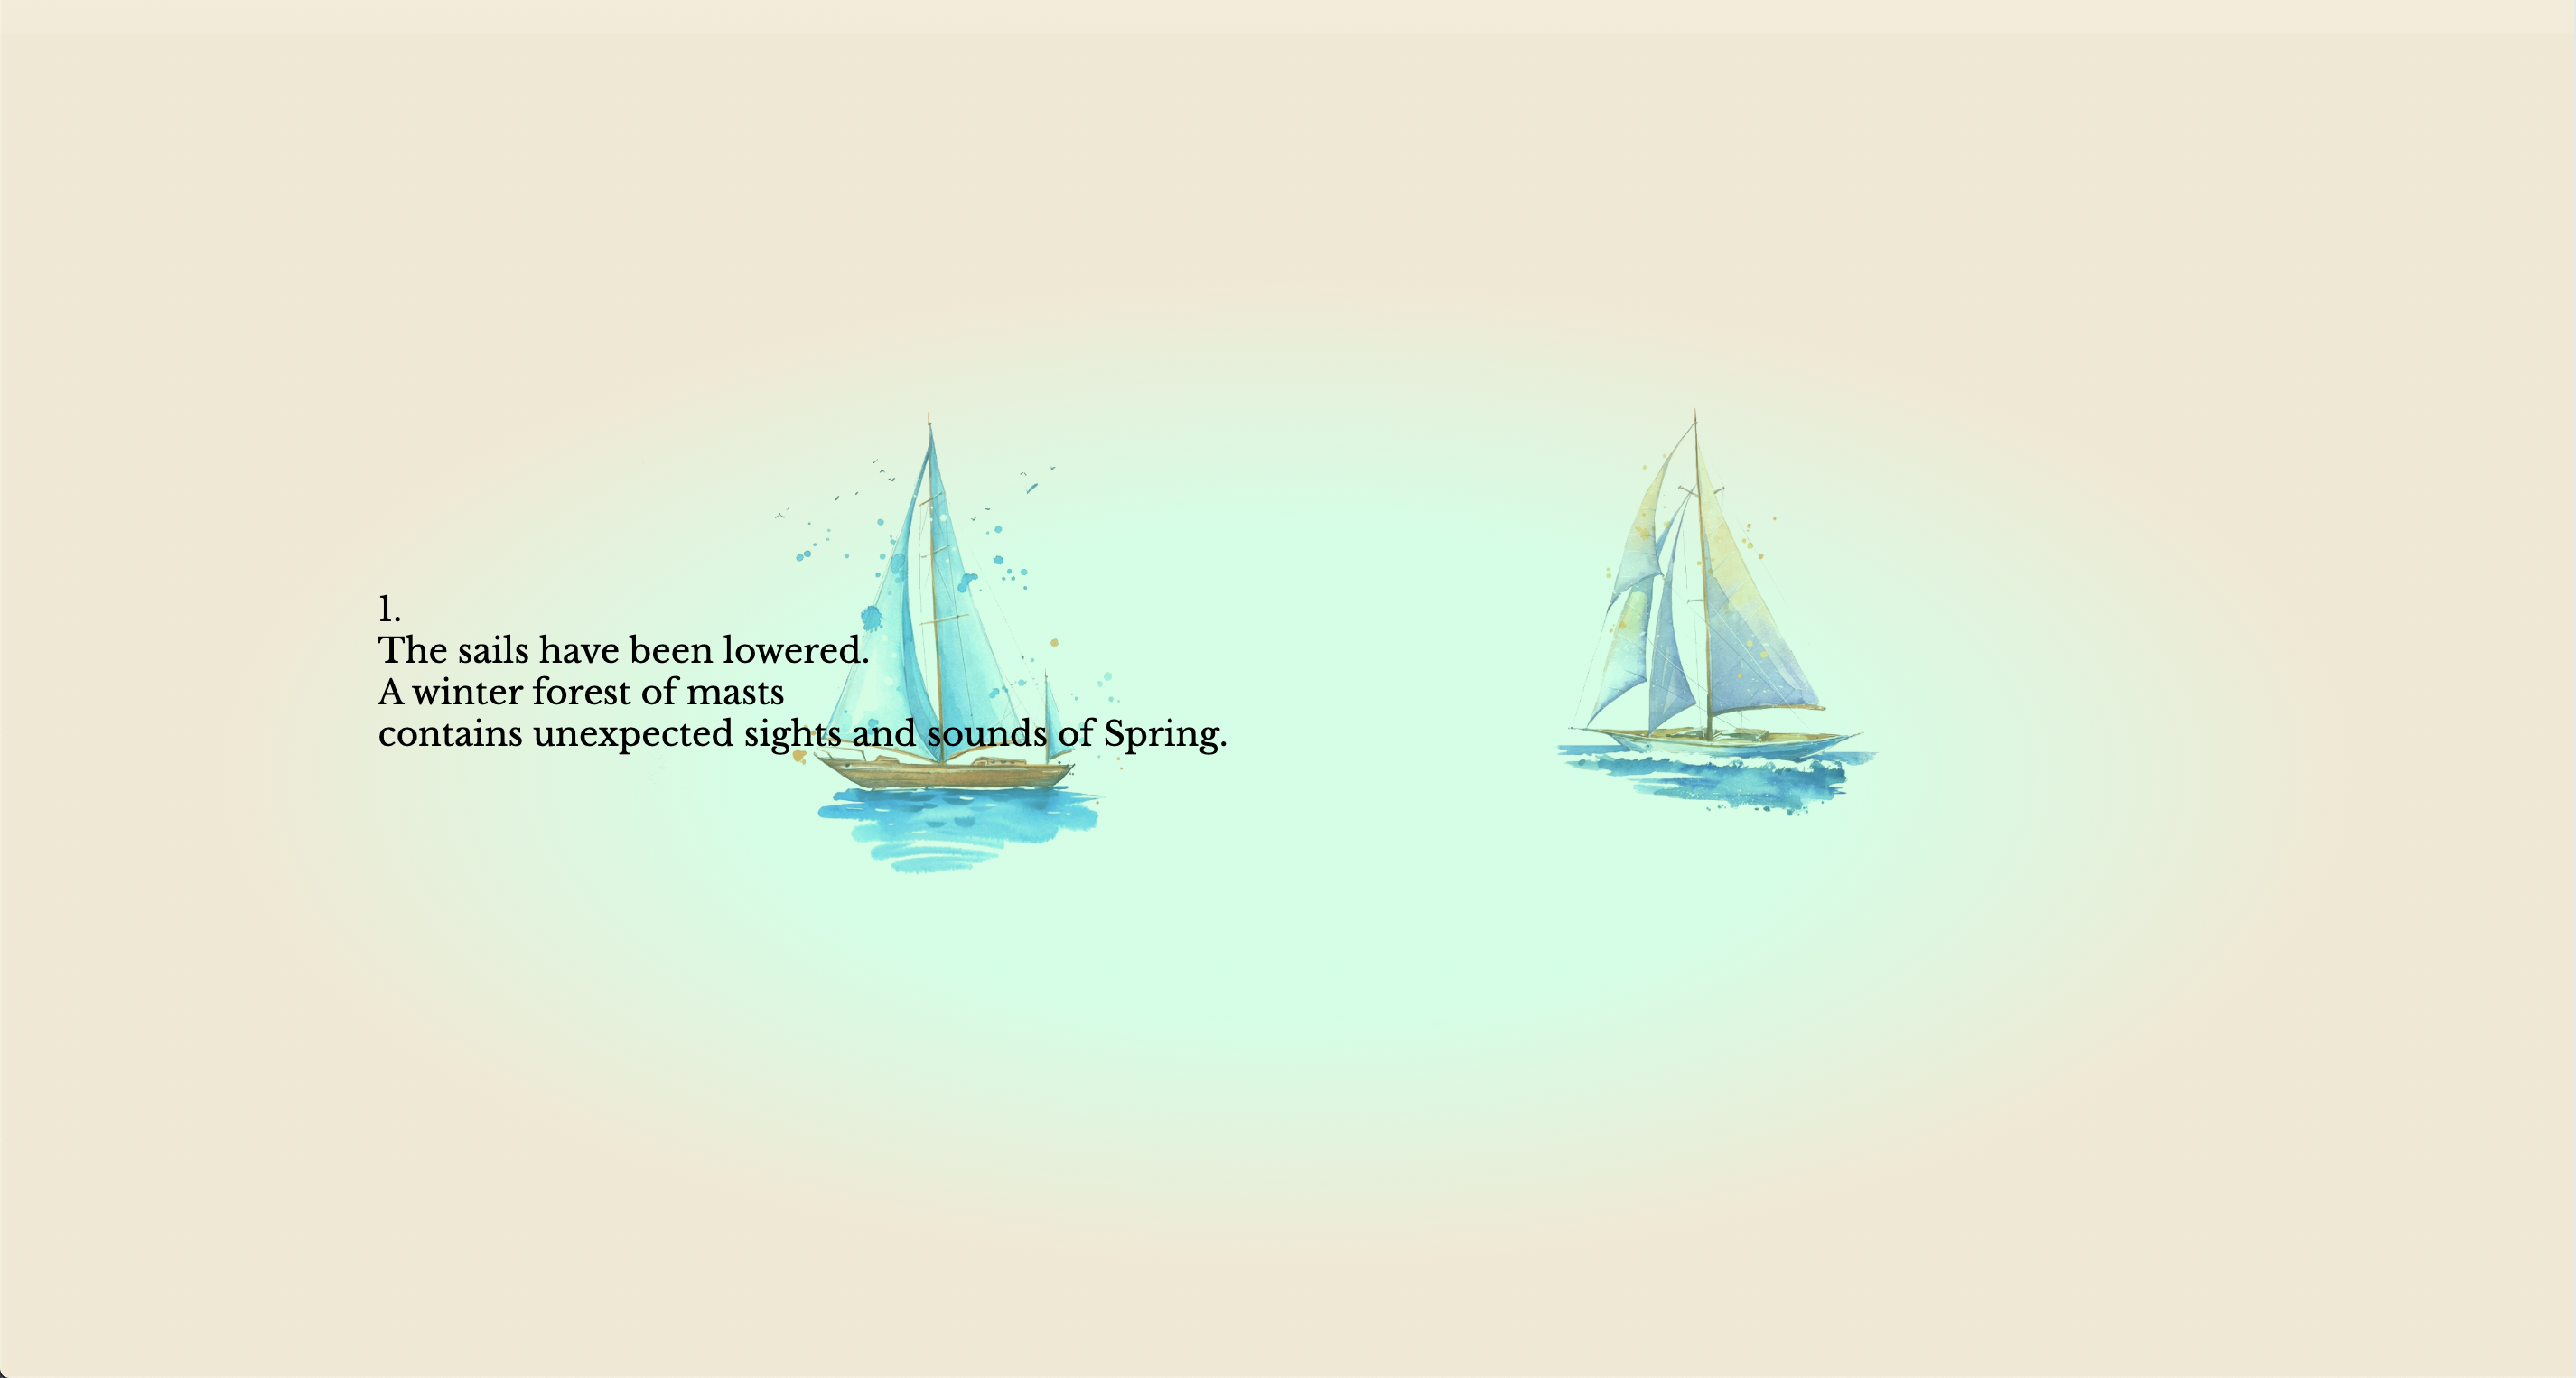 1.
The sails have been lowered.
A winter forest of masts
contains unexpected sights and sounds of Spring.